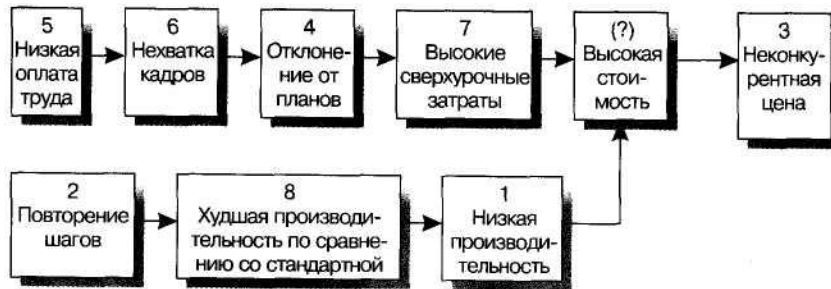 5
Низкая
оплата
труда
6
Нехватка
кадров
4
Отклоне-
ние от
планов
7
Высокие
сверхурочные
затраты
(?)
Высокая
стои-
мость
3
Неконку-
рентная
цена
2
Повторение
шагов
8
Худшая производи-
тельность по сравне-
нию со стандартной
1
Низкая
производи-
тельность